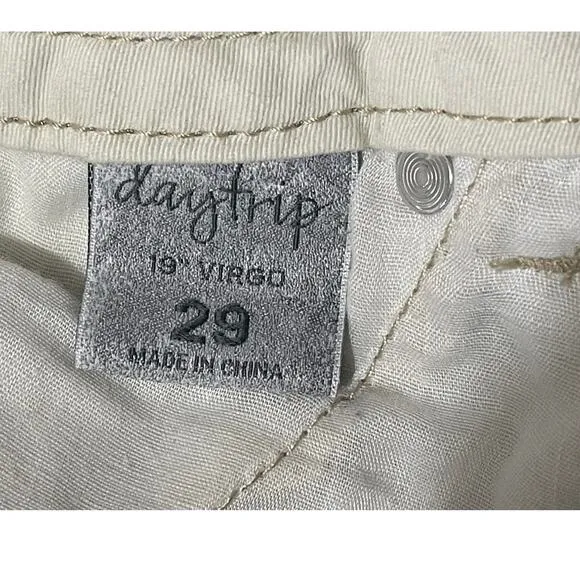 daytrip
19" VIRGO
29
MADE IN CHINA